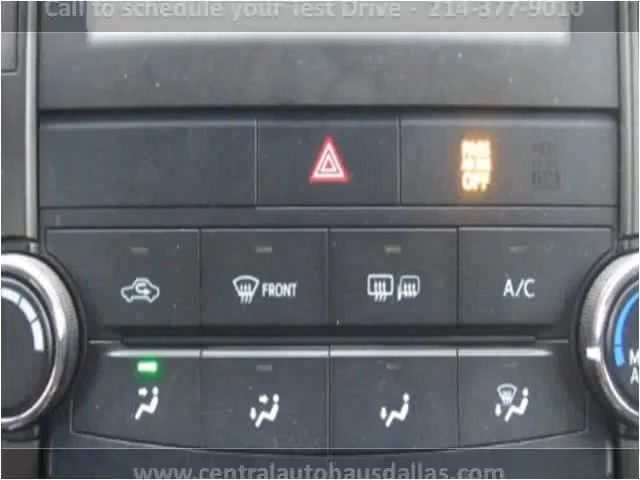 Call to schedule your Test Drive - 214-377-9010
PASS
AIR BAG
OFF
FRONT
A/C
M
A
www.centralautohausdallas.com